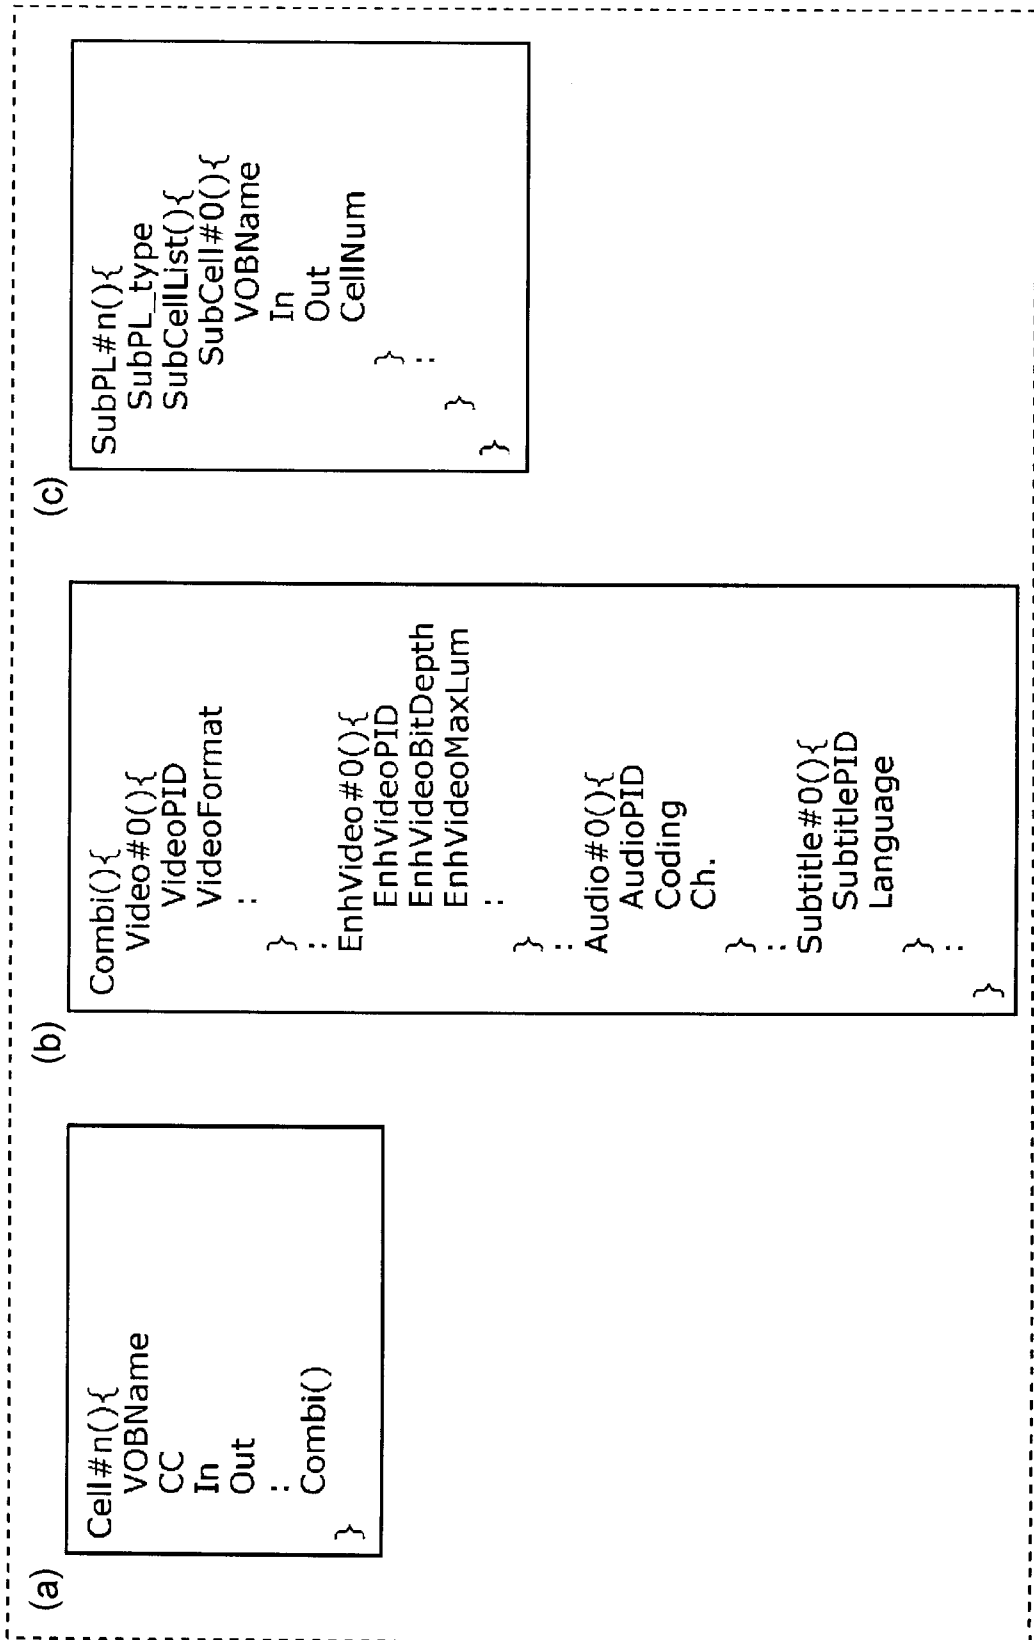 (a)
Cell#n(){
VOBName
CC
In
Out
:
Combi()
}
(b)
Combi(){
Video#0(){
VideoPID
VideoFormat
:
}
:
EnhVideo#0(){
EnhVideoPID
EnhVideoBitDepth
EnhVideoMaxLum
:
}
:
Audio#0(){
AudioPID
Coding
Ch.
}
:
Subtitle#0(){
SubtitlePID
Language
}
:
}
(c)
SubPL#n(){
SubPL_type
SubCellList(){
SubCell#0(){
VOBName
In
Out
CellNum
}
:
}
}